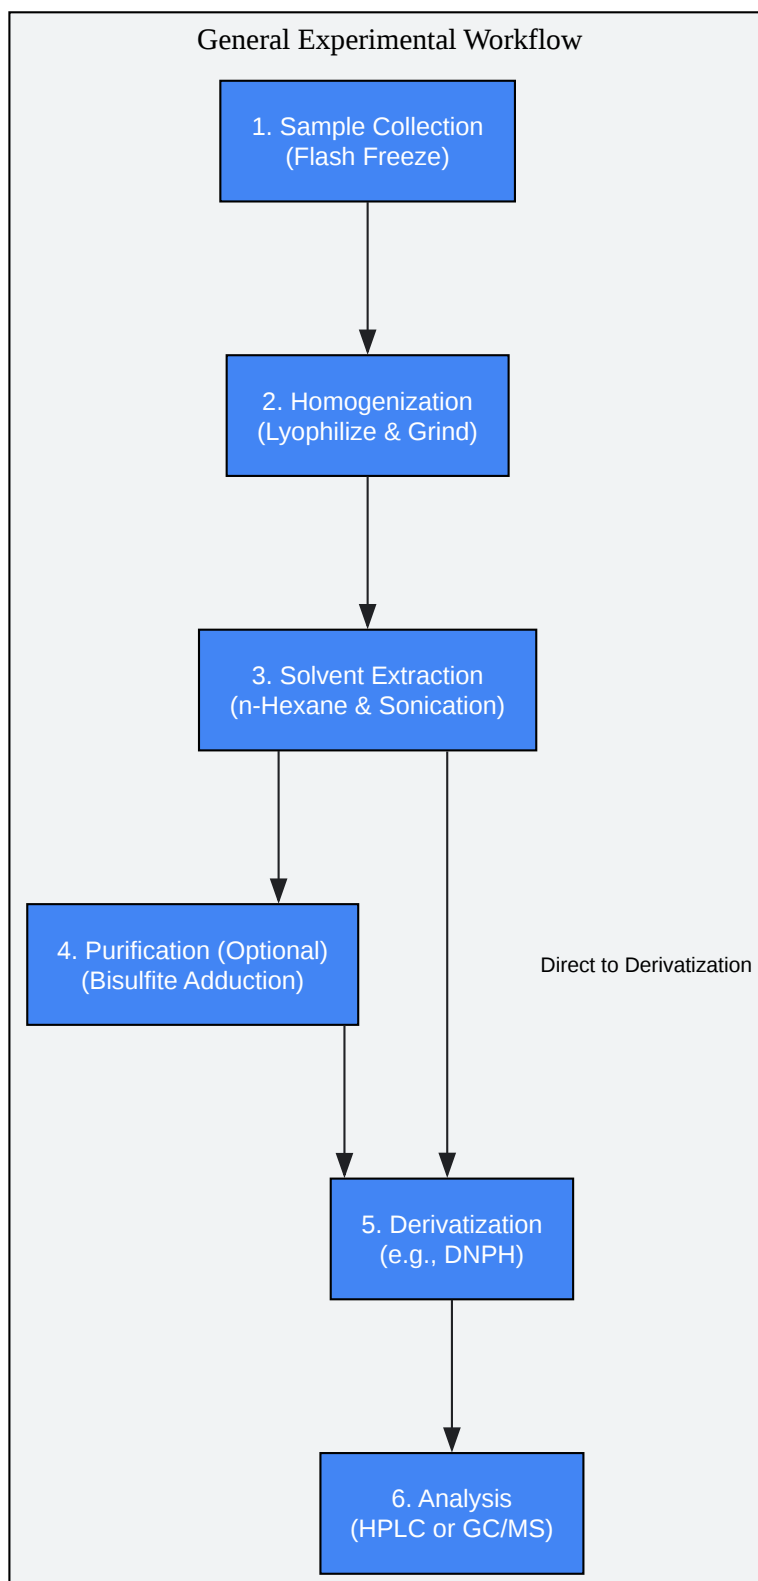 General Experimental Workflow
1. Sample Collection
(Flash Freeze)
2. Homogenization
(Lyophilize & Grind)
3. Solvent Extraction
(n-Hexane & Sonication)
4. Purification (Optional)
(Bisulfite Adduction)
Direct to Derivatization
5. Derivatization
(e.g., DNPH)
6. Analysis
(HPLC or GC/MS)